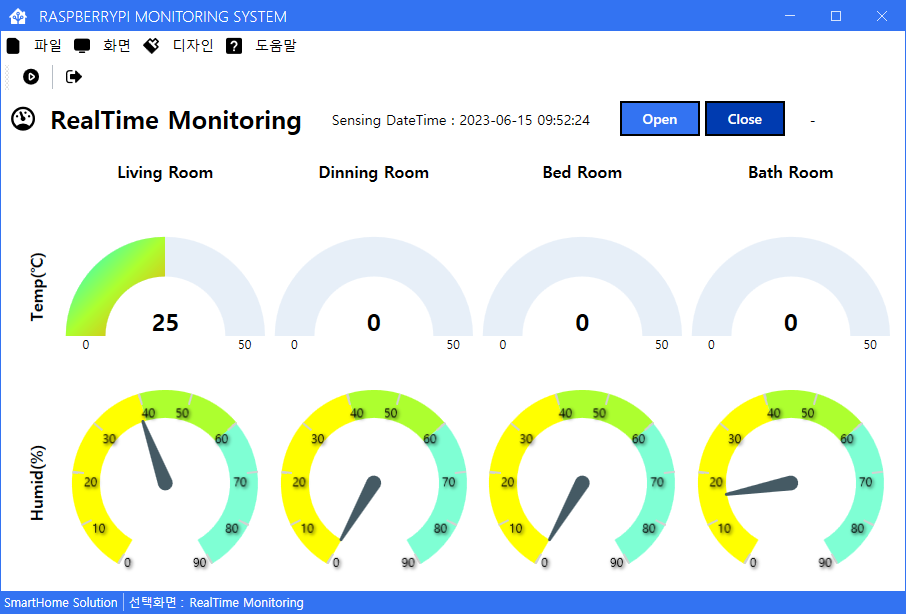 RASPBERRYPI MONITORING SYSTEM
파일 화면 디자인 도움말
RealTime Monitoring Sensing DateTime : 2023-06-15 09:52:24 Open Close -
Living Room Dinning Room Bed Room Bath Room
Temp(℃)
25 0 0 0
0 50 0 50 0 50 0 50
Humid(%)
0 10 20 30 40 50 60 70 80 90
0 10 20 30 40 50 60 70 80 90
0 10 20 30 40 50 60 70 80 90
0 10 20 30 40 50 60 70 80 90
SmartHome Solution 선택화면 : RealTime Monitoring